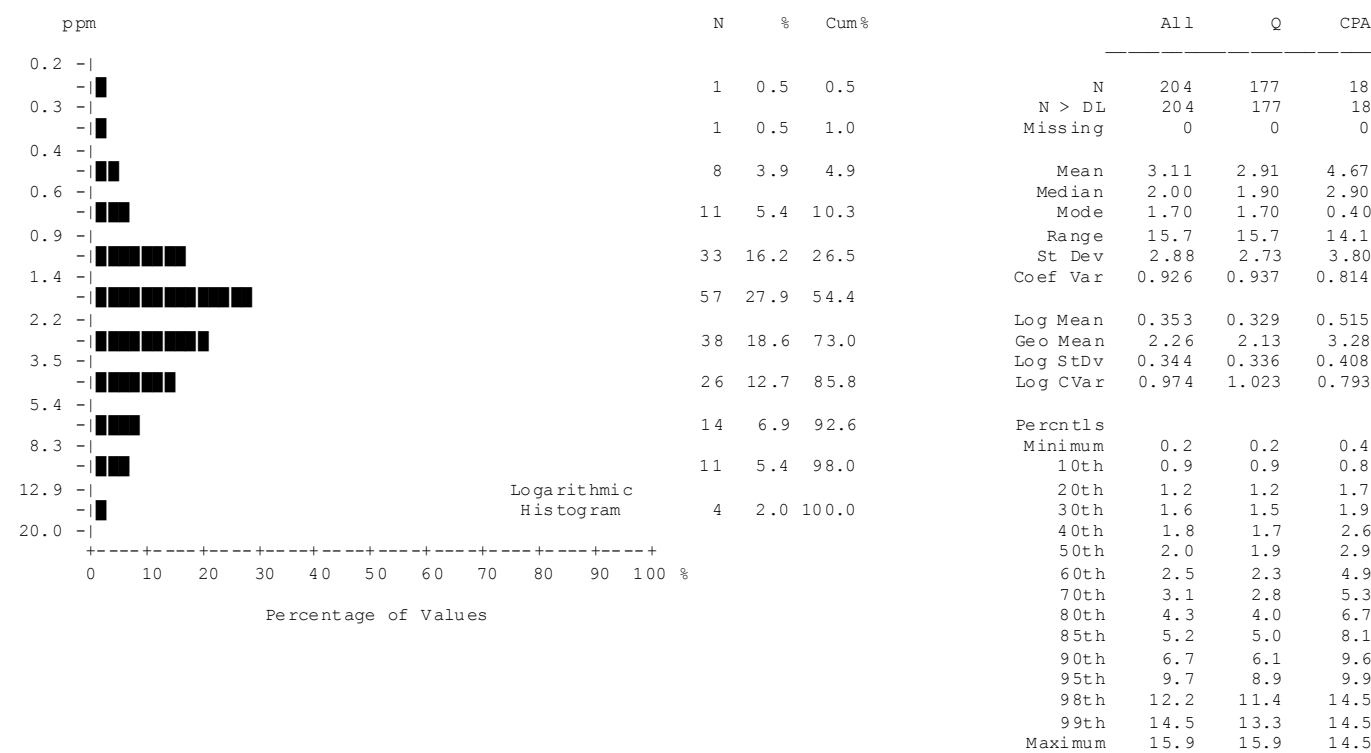 ppm N % Cum% All Q CPA
0.2 -|
-| 1 0.5 0.5 N 204 177 18
0.3 -| N > DL 204 177 18
-| 1 0.5 1.0 Missing 0 0 0
0.4 -|
-| 8 3.9 4.9 Mean 3.11 2.91 4.67
0.6 -| Median 2.00 1.90 2.90
-| 11 5.4 10.3 Mode 1.70 1.70 0.40
0.9 -| Range 15.7 15.7 14.1
-| 33 16.2 26.5 St Dev 2.88 2.73 3.80
1.4 -| Coef Var 0.926 0.937 0.814
-| 57 27.9 54.4
2.2 -| Log Mean 0.353 0.329 0.515
-| 38 18.6 73.0 Geo Mean 2.26 2.13 3.28
3.5 -| Log StDv 0.344 0.336 0.408
-| 26 12.7 85.8 Log CVar 0.974 1.023 0.793
5.4 -|
-| 14 6.9 92.6 Percntls
8.3 -| Minimum 0.2 0.2 0.4
-| 11 5.4 98.0 10th 0.9 0.9 0.8
12.9 -| Logarithmic 20th 1.2 1.2 1.7
-| Histogram 4 2.0 100.0 30th 1.6 1.5 1.9
20.0 -| 40th 1.8 1.7 2.6
+----+----+----+----+----+----+----+----+----+----+ 50th 2.0 1.9 2.9
0 10 20 30 40 50 60 70 80 90 100 % 60th 2.5 2.3 4.9
70th 3.1 2.8 5.3
Percentage of Values 80th 4.3 4.0 6.7
85th 5.2 5.0 8.1
90th 6.7 6.1 9.6
95th 9.7 8.9 9.9
98th 12.2 11.4 14.5
99th 14.5 13.3 14.5
Maximum 15.9 15.9 14.5